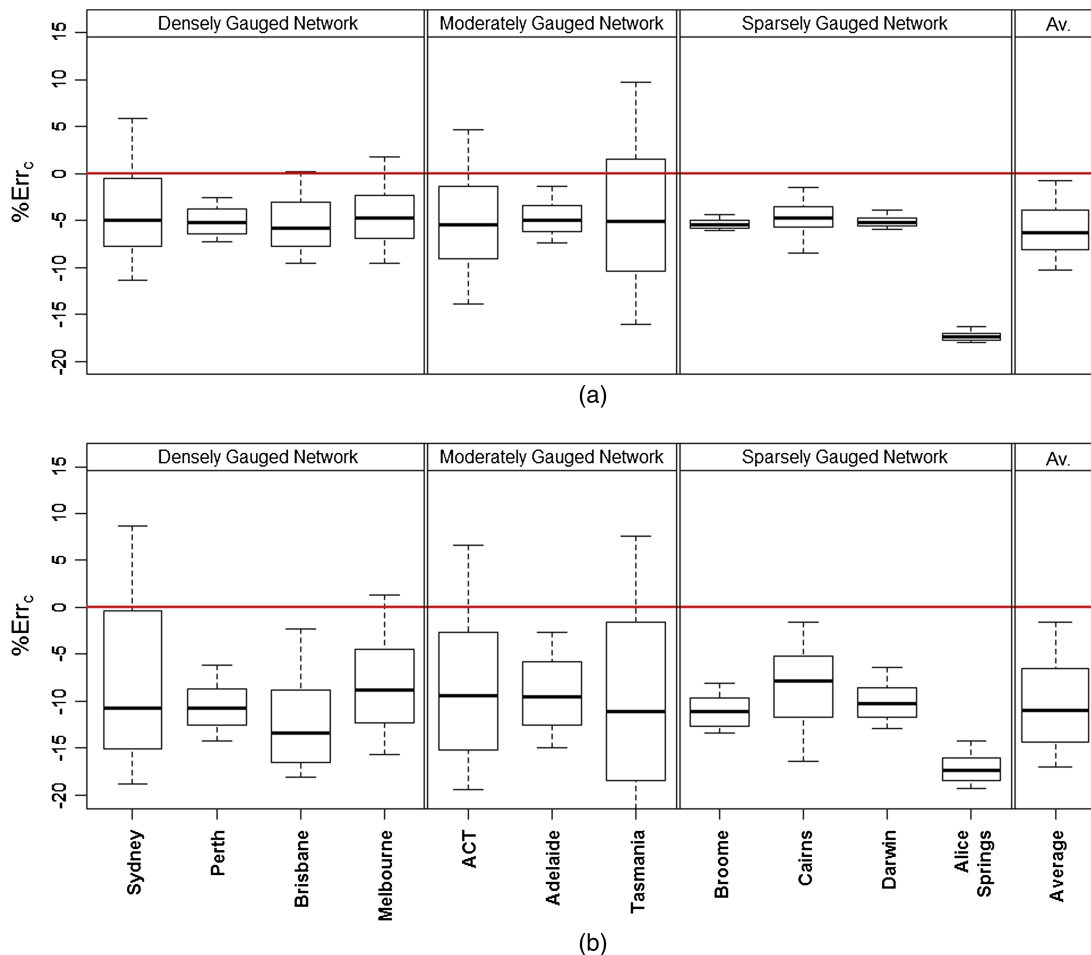 Densely Gauged Network
Moderately Gauged Network
Sparsely Gauged Network
Av.
15
10
5
0
-5
-10
-15
-20
%Errc
(a)
Densely Gauged Network
Moderately Gauged Network
Sparsely Gauged Network
Av.
15
10
5
0
-5
-10
-15
-20
%Errc
Sydney
Perth
Brisbane
Melbourne
ACT
Adelaide
Tasmania
Broome
Cairns
Darwin
Alice
Springs
Average
(b)